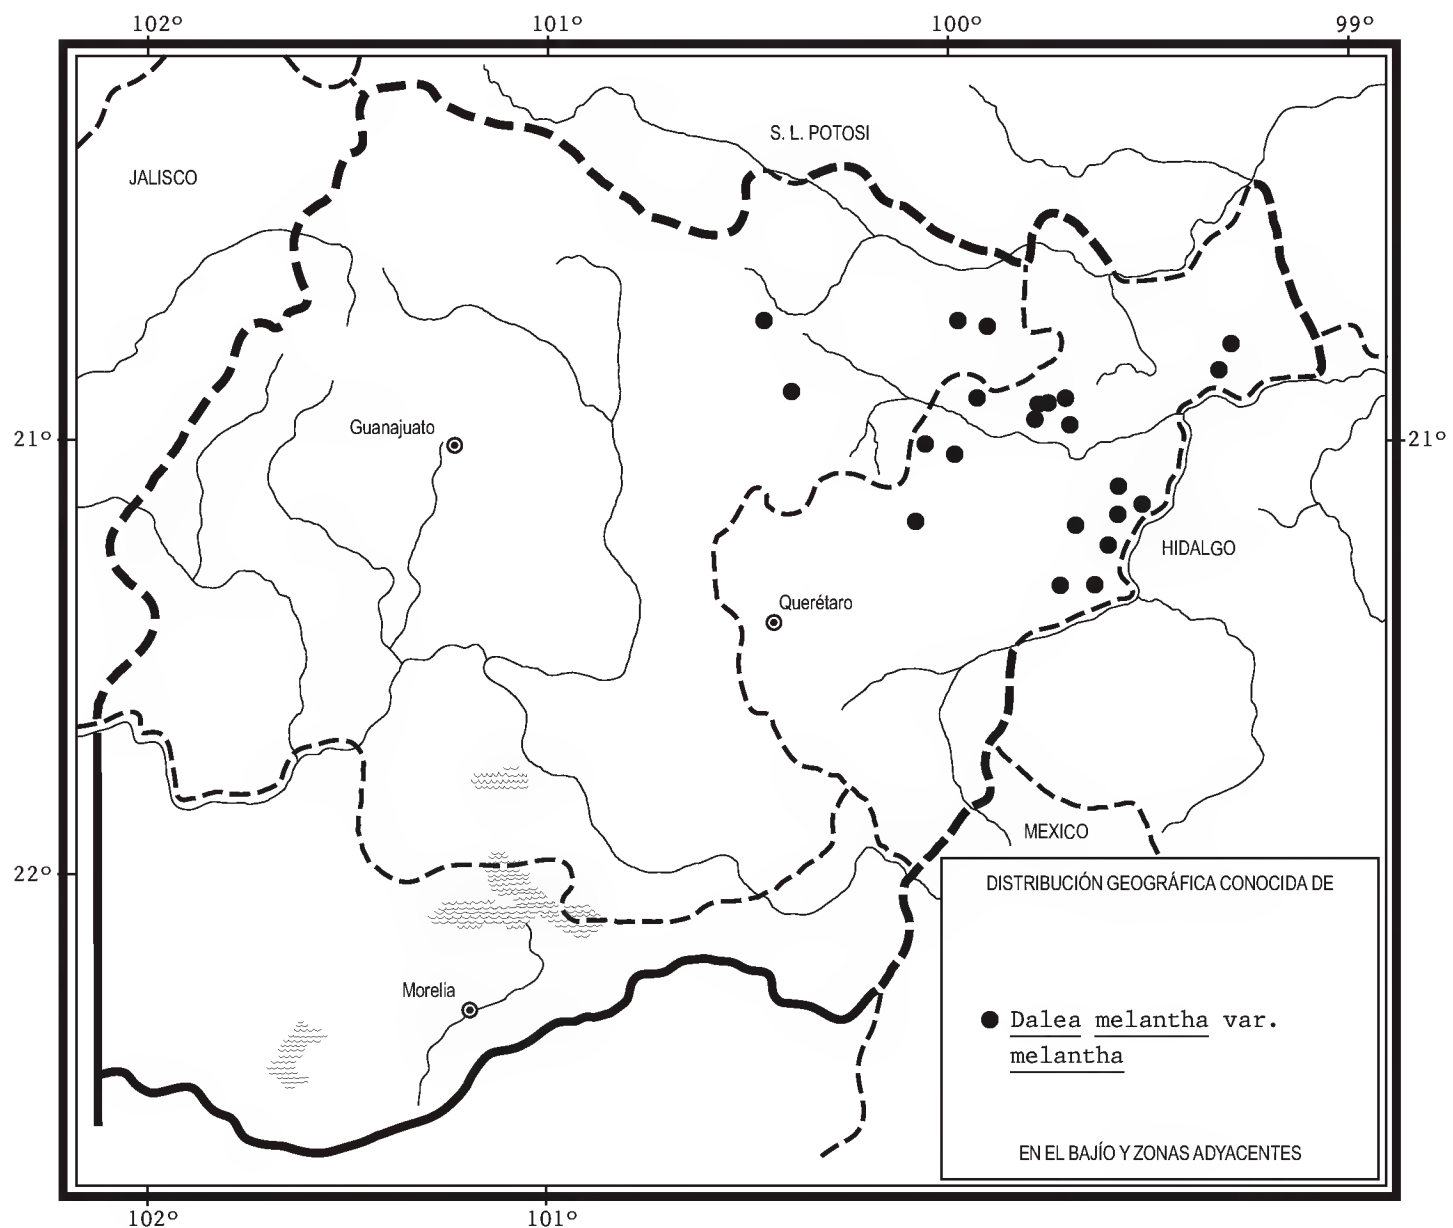 102º 101º 100º 99º
S. L. POTOSI
JALISCO
Guanajuato
21º 21º
HIDALGO
Querétaro
MEXICO
22º
DISTRIBUCIÓN GEOGRÁFICA CONOCIDA DE
Morelia
Dalea melantha var.
melantha
EN EL BAJÍO Y ZONAS ADYACENTES
102º 101º